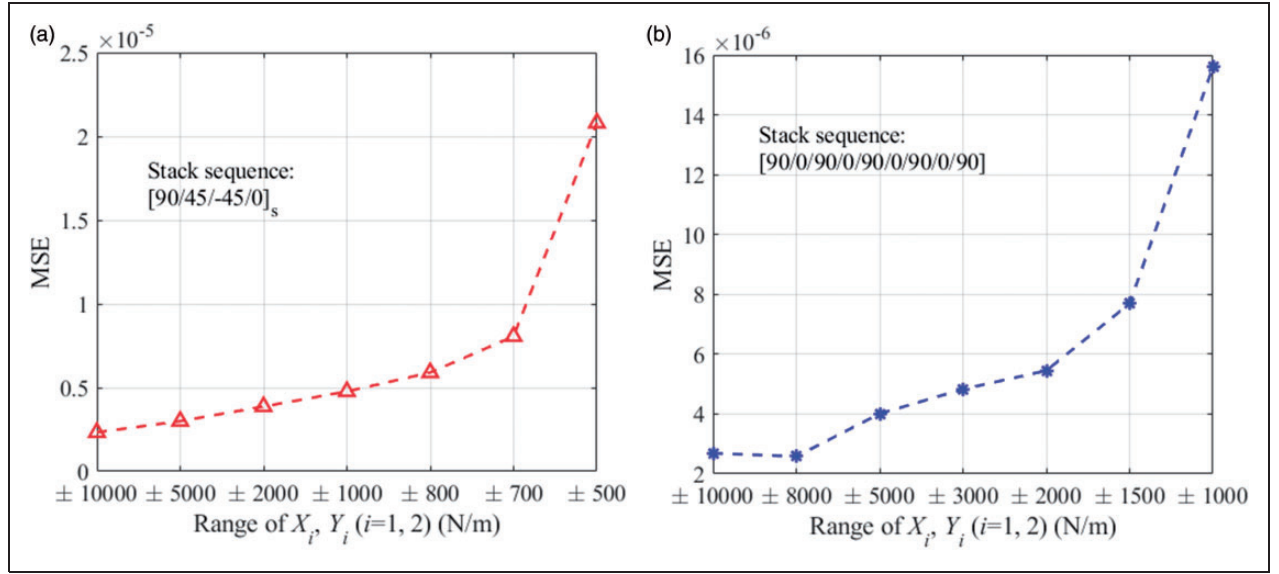 (a)
×10⁻⁵
2.5
2
1.5
1
0.5
0
MSE
Stack sequence:
[90/45/-45/0]ₛ
± 10000 ± 5000 ± 2000 ± 1000 ± 800 ± 700 ± 500
Range of Xᵢ, Yᵢ (i=1, 2) (N/m)
(b)
×10⁻⁶
16
14
12
10
8
6
4
2
MSE
Stack sequence:
[90/0/90/0/90/0/90/0/90]
± 10000 ± 8000 ± 5000 ± 3000 ± 2000 ± 1500 ± 1000
Range of Xᵢ, Yᵢ (i=1, 2) (N/m)